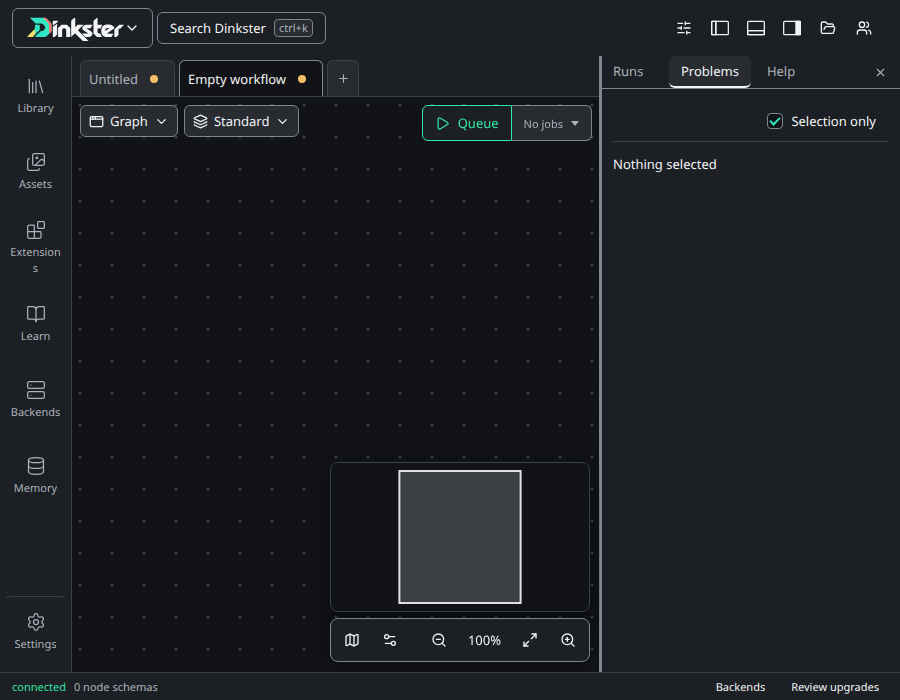 Dinkster
Search Dinkster ctrl+k
Untitled
Empty workflow
Runs
Problems
Help
Library
Assets
Extension
s
Learn
Backends
Memory
Settings
Graph
Standard
Queue
No jobs
Selection only
Nothing selected
100%
connected
0 node schemas
Backends
Review upgrades